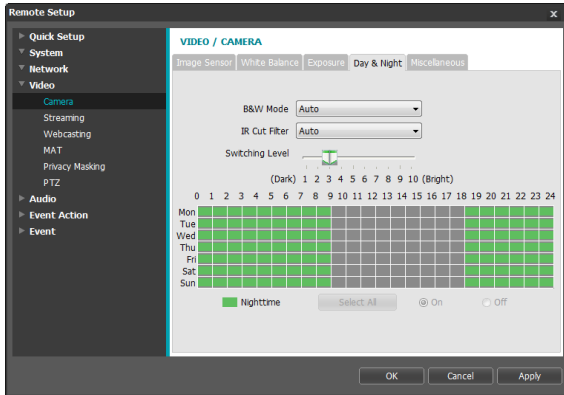 Remote Setup x
Quick Setup
System
Network
Video
Camera
Streaming
Webcasting
MAT
Privacy Masking
PTZ
Audio
Event Action
Event
VIDEO / CAMERA
Image Sensor White Balance Exposure Day & Night Miscellaneous
B&W Mode Auto
IR Cut Filter Auto
Switching Level
(Dark) 1 2 3 4 5 6 7 8 9 10 (Bright)
0 1 2 3 4 5 6 7 8 9 10 11 12 13 14 15 16 17 18 19 20 21 22 23 24
Mon
Tue
Wed
Thu
Fri
Sat
Sun
Nighttime Select All On Off
OK Cancel Apply